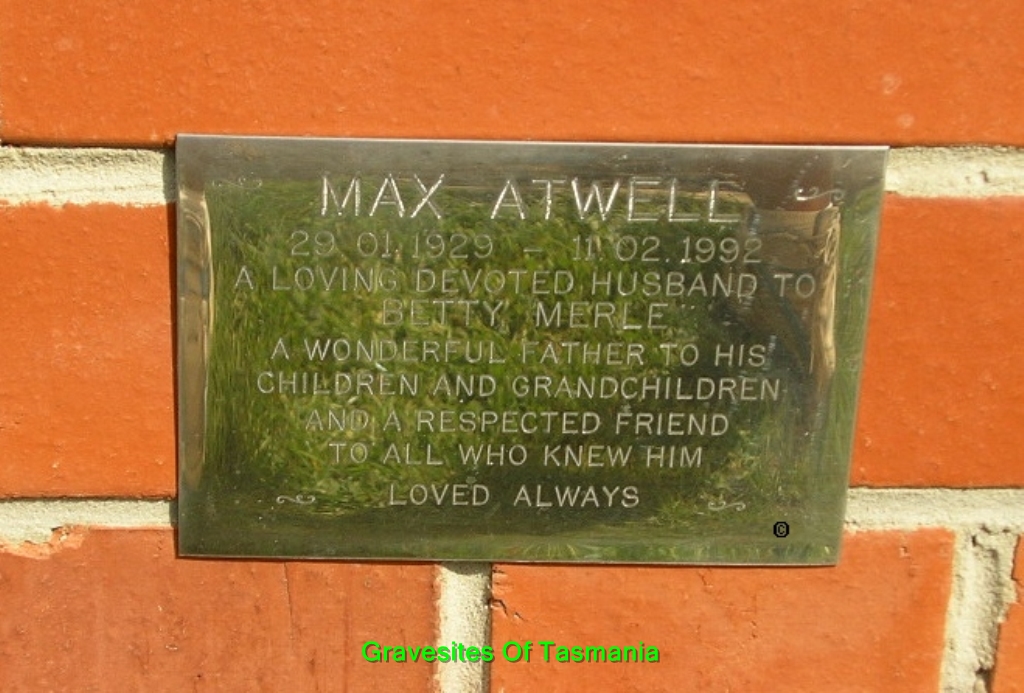 MAX ATWELL
29.01.1929 - 11.02.1992
A LOVING DEVOTED HUSBAND TO
BETTY MERLE
A WONDERFUL FATHER TO HIS
CHILDREN AND GRANDCHILDREN
AND A RESPECTED FRIEND
TO ALL WHO KNEW HIM
LOVED ALWAYS
©
Gravesites Of Tasmania